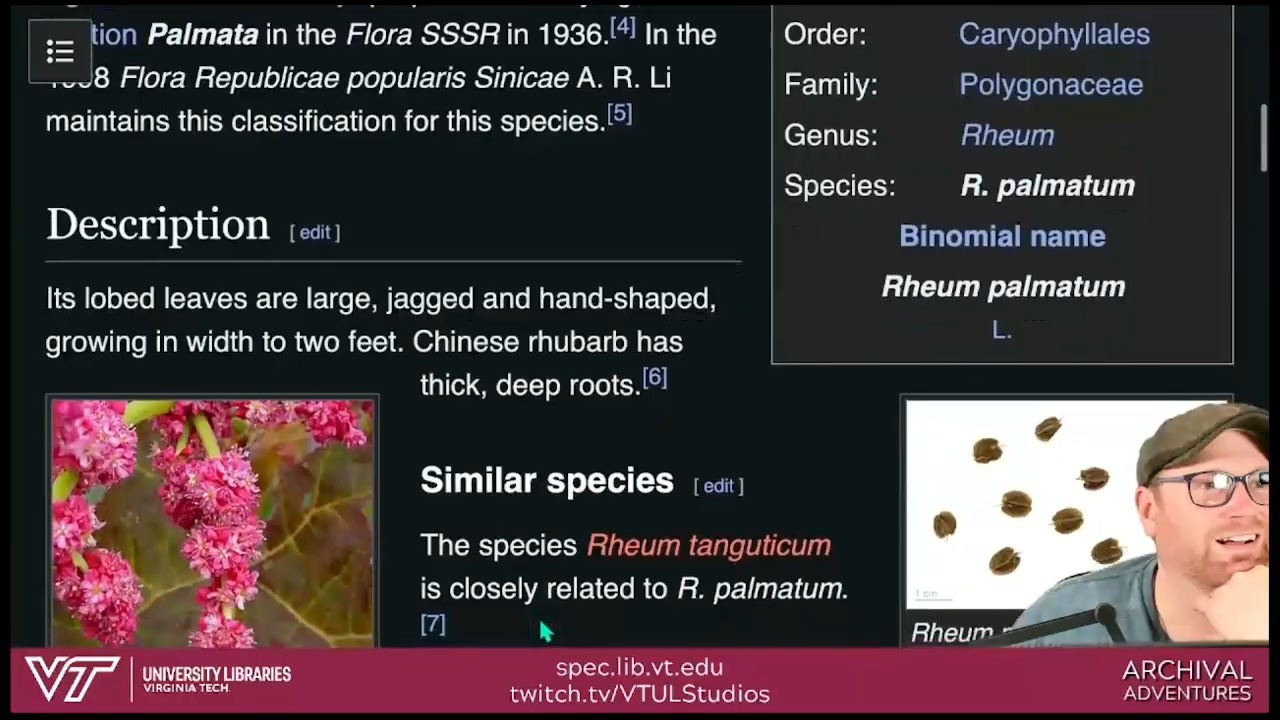 tion Palmata in the Flora SSSR in 1936.[4] In the
8 Flora Republicae popularis Sinicae A. R. Li
maintains this classification for this species.[5]
Description [ edit ]
Its lobed leaves are large, jagged and hand-shaped,
growing in width to two feet. Chinese rhubarb has
thick, deep roots.[6]
Similar species [ edit ]
The species Rheum tanguticum
is closely related to R. palmatum.
[7]
Order: Caryophyllales
Family: Polygonaceae
Genus: Rheum
Species: R. palmatum
Binomial name
Rheum palmatum
L.
1 cm
Rheum
VT UNIVERSITY LIBRARIES
VIRGINIA TECH.
spec.lib.vt.edu
twitch.tv/VTULStudios
ARCHIVAL
ADVENTURES